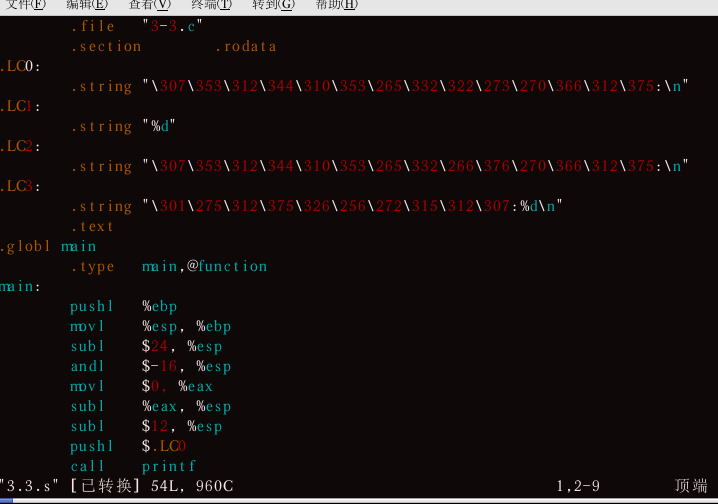 文件(F) 编辑(E) 查看(V) 终端(T) 转到(G) 帮助(H)
.file "3-3.c"
.section .rodata
.LC0:
.string "\307\353\312\344\310\353\265\332\322\273\270\366\312\375:\n"
.LC1:
.string "%d"
.LC2:
.string "\307\353\312\344\310\353\265\332\266\376\270\366\312\375:\n"
.LC3:
.string "\301\275\312\375\326\256\272\315\312\307:%d\n"
.text
.globl main
.type main,@function
main:
pushl %ebp
movl %esp, %ebp
subl $24, %esp
andl $-16, %esp
movl $0, %eax
subl %eax, %esp
subl $12, %esp
pushl $.LC0
call printf
"3.3.s" [已转换] 54L, 960C 1,2-9 顶端